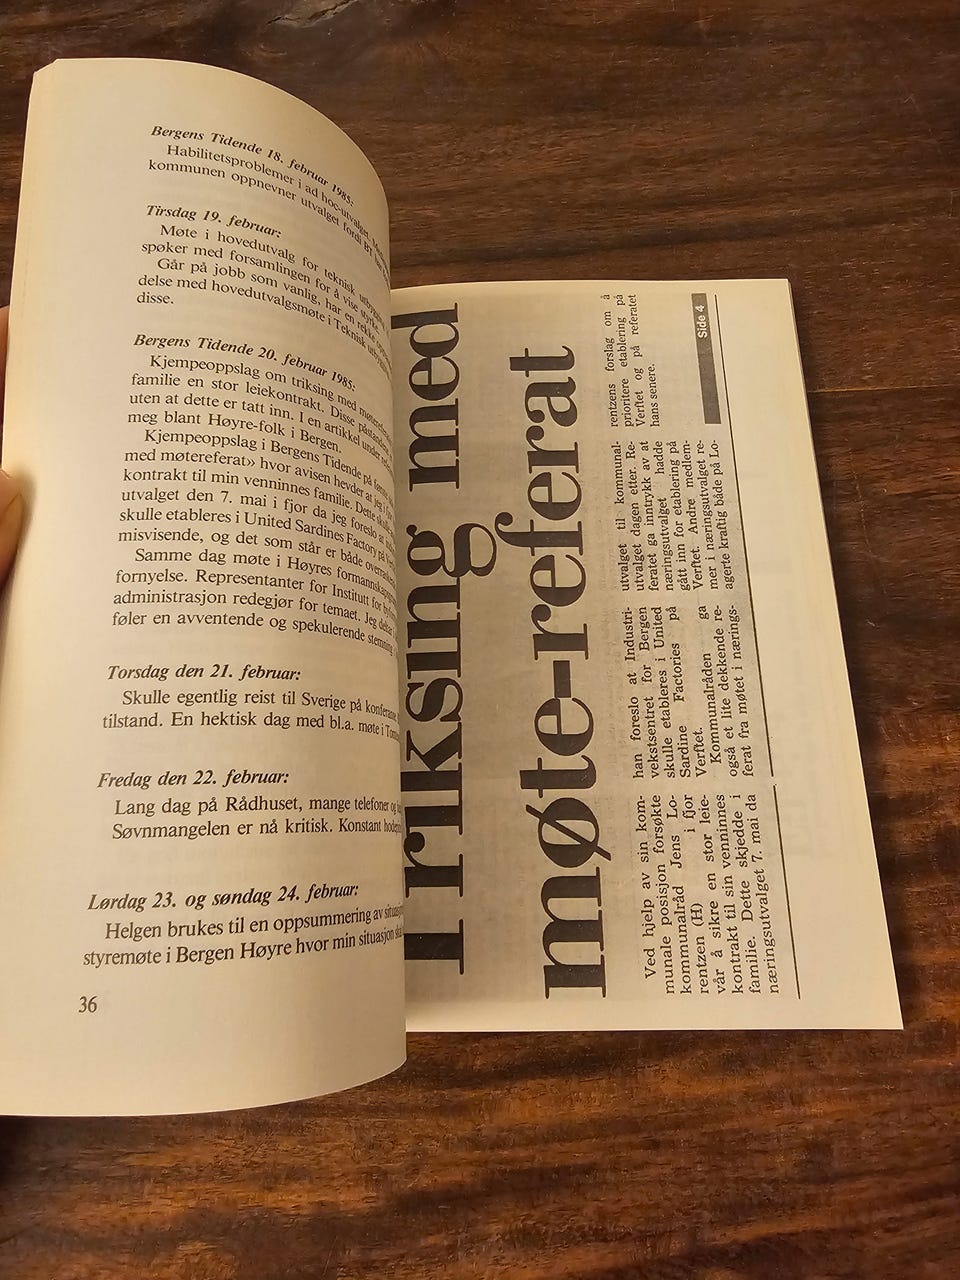 Bergens Tidende 18. februar 1985:
Habilitetsproblemer i ad hoc-utvalget.
kommunen oppnevner utvalget fordi BT
Tirsdag 19. februar:
Møte i hovedutvalg for teknisk
spøker med forsamlingen for å vise styrke.
Går på jobb som vanlig, har en rekke
delse med hovedutvalgsmøte i Teknisk
disse.
Bergens Tidende 20. februar 1985:
Kjempeoppslag om triksing med
familie en stor leiekontrakt. Disse
uten at dette er tatt inn. I en artikkel under
meg blant Høyre-folk i Bergen.
Kjempeoppslag i Bergens Tidende på
med møtereferat» hvor avisen hevder at jeg
kontrakt til min venninnes familie. Dette
utvalget den 7. mai i fjor da jeg foreslo at
skulle etableres i United Sardines Factory på
misvisende, og det som står er både
Samme dag møte i Høyres
fornyelse. Representanter for Institutt for
administrasjon redegjør for temaet. Jeg
føler en avventende og spekulerende stemning
Torsdag den 21. februar:
Skulle egentlig reist til Sverige på
tilstand. En hektisk dag med bl.a. møte i
Fredag den 22. februar:
Lang dag på Rådhuset, mange telefoner og
Søvnmangelen er nå kritisk. Konstant
Lørdag 23. og søndag 24. februar:
Helgen brukes til en oppsummering av
styremøte i Bergen Høyre hvor min situasjon
36
Triksing med
møte-referat
Ved hjelp av sin kom-
munale posisjon forsøkte
kommunalråd Jens Lo-
rentzen (H) i fjor
vår å sikre en stor leie-
kontrakt til sin venninnes
familie. Dette skjedde i
næringsutvalget 7. mai da
han foreslo at Industri-
vekstsentret for Bergen
skulle etableres i United
Sardine Factories på
Verftet.
Kommunalråden ga
også et lite dekkende re-
ferat fra møtet i nærings-
utvalget til kommunal-
utvalget dagen etter. Re-
feratet ga inntrykk av at
næringsutvalget hadde
gått inn for etablering på
Verftet. Andre medlem-
mer i næringsutvalget re-
agerte kraftig både på Lo-
rentzens forslag om å
prioritere etablering på
Verftet og på referatet
hans senere.
Side 4